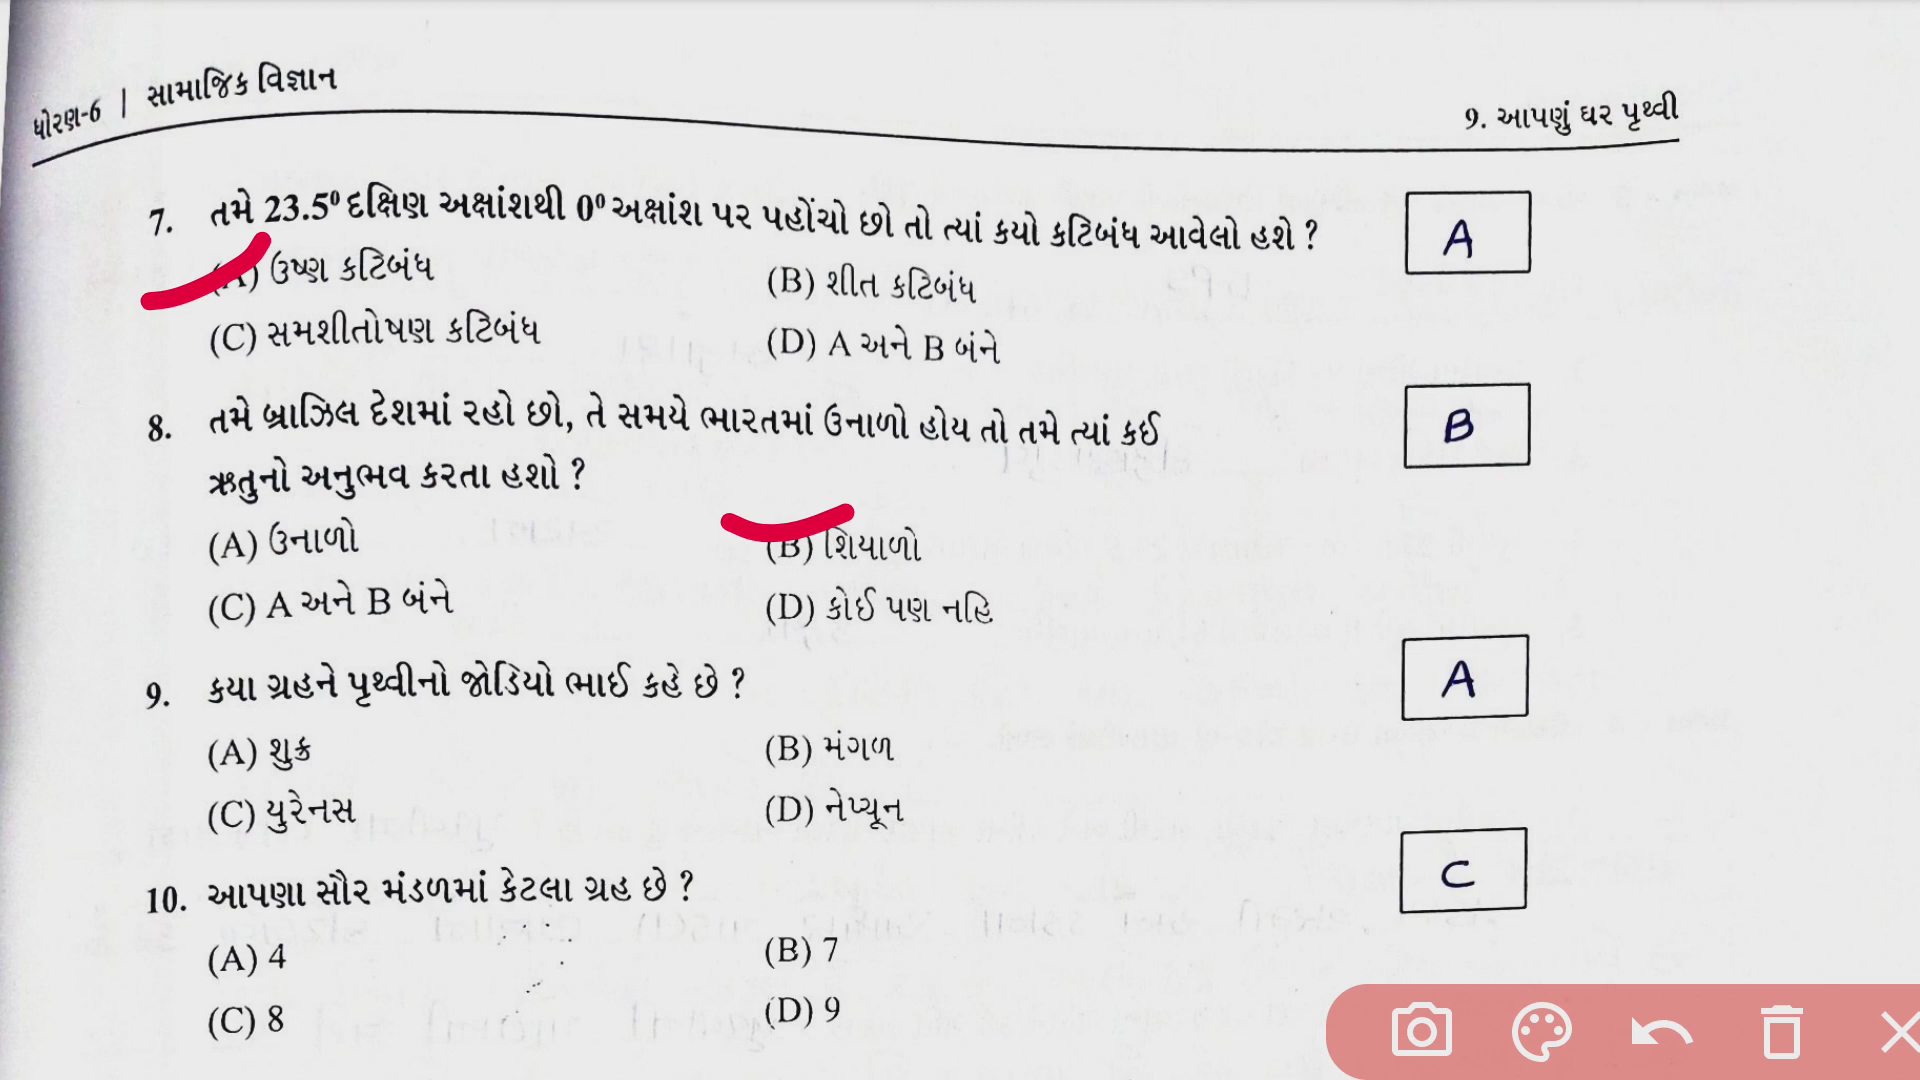 ધોરણ-6 | સામાજિક વિજ્ઞાન
9. આપણું ઘર પૃથ્વી
7. તમે 23.5⁰ દક્ષિણ અક્ષાંશથી 0⁰ અક્ષાંશ પર પહોંચો છો તો ત્યાં કયો કટિબંધ આવેલો હશે ?
A
(A) ઉષ્ણ કટિબંધ
(B) શીત કટિબંધ
(C) સમશીતોષણ કટિબંધ
(D) A અને B બંને
8. તમે બ્રાઝિલ દેશમાં રહો છો, તે સમયે ભારતમાં ઉનાળો હોય તો તમે ત્યાં કઈ
B
ઋતુનો અનુભવ કરતા હશો ?
(A) ઉનાળો
(B) શિયાળો
(C) A અને B બંને
(D) કોઈ પણ નહિ
9. કયા ગ્રહને પૃથ્વીનો જોડિયો ભાઈ કહે છે ?
A
(A) શુક્ર
(B) મંગળ
(C) યુરેનસ
(D) નેપ્ચૂન
10. આપણા સૌર મંડળમાં કેટલા ગ્રહ છે ?
C
(A) 4
(B) 7
(C) 8
(D) 9